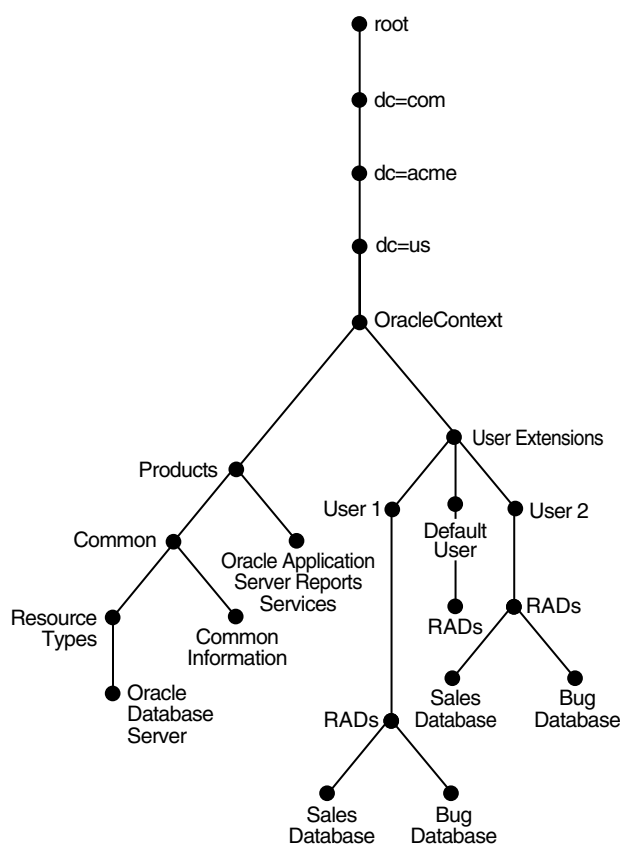 root
dc=com
dc=acme
dc=us
OracleContext
User Extensions
Products
User 1
Default
User
User 2
Common
Oracle Application
Server Reports
Services
RADs
RADs
Resource
Types
Common
Information
Oracle
Database
Server
Sales
Database
Bug
Database
RADs
Sales
Database
Bug
Database